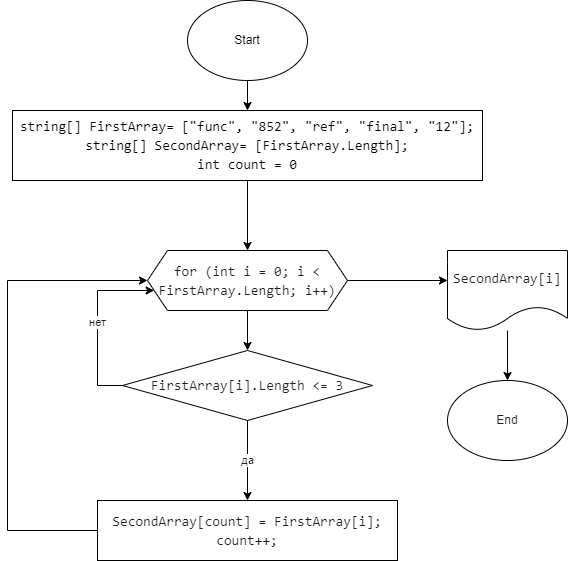 Start
string[] FirstArray= ["func", "852", "ref", "final", "12"];
string[] SecondArray= [FirstArray.Length];
int count = 0
for (int i = 0; i <
FirstArray.Length; i++)
SecondArray[i]
нет
FirstArray[i].Length <= 3
End
да
SecondArray[count] = FirstArray[i];
count++;